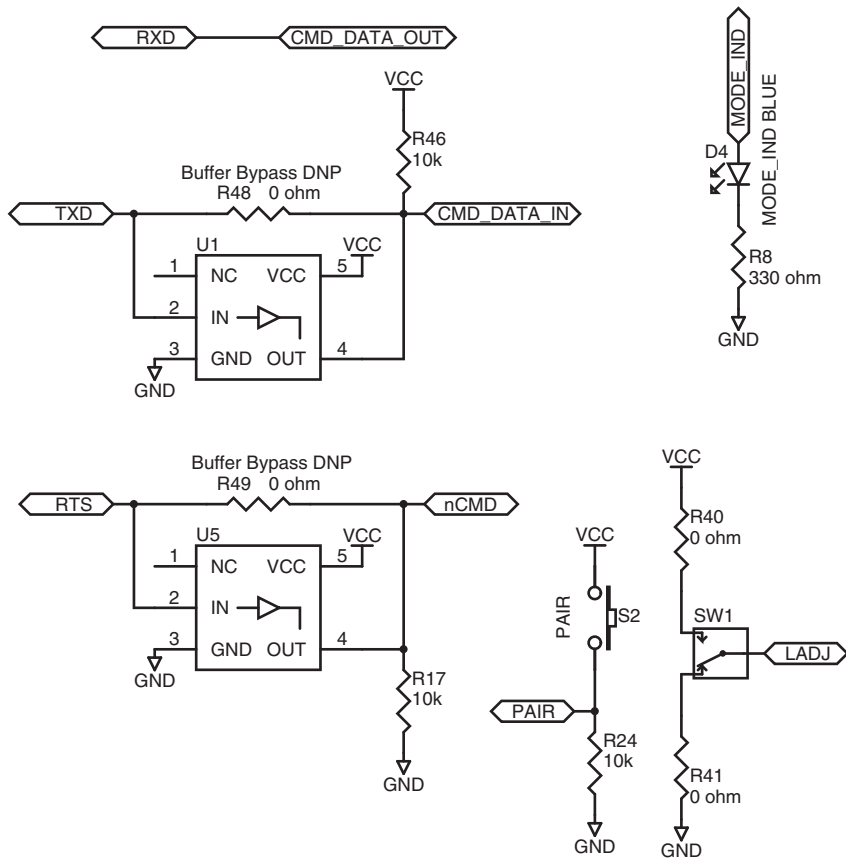 RXD
CMD_DATA_OUT
VCC
R46
10k
Buffer Bypass DNP
R48 0 ohm
TXD
CMD_DATA_IN
U1
VCC
1 NC VCC 5
2 IN
3 GND OUT 4
GND
MODE_IND
D4
MODE_IND BLUE
R8
330 ohm
GND
Buffer Bypass DNP
R49 0 ohm
RTS
nCMD
U5
VCC
1 NC VCC 5
2 IN
3 GND OUT 4
GND
R17
10k
GND
VCC
PAIR
S2
PAIR
R24
10k
GND
VCC
R40
0 ohm
SW1
LADJ
R41
0 ohm
GND